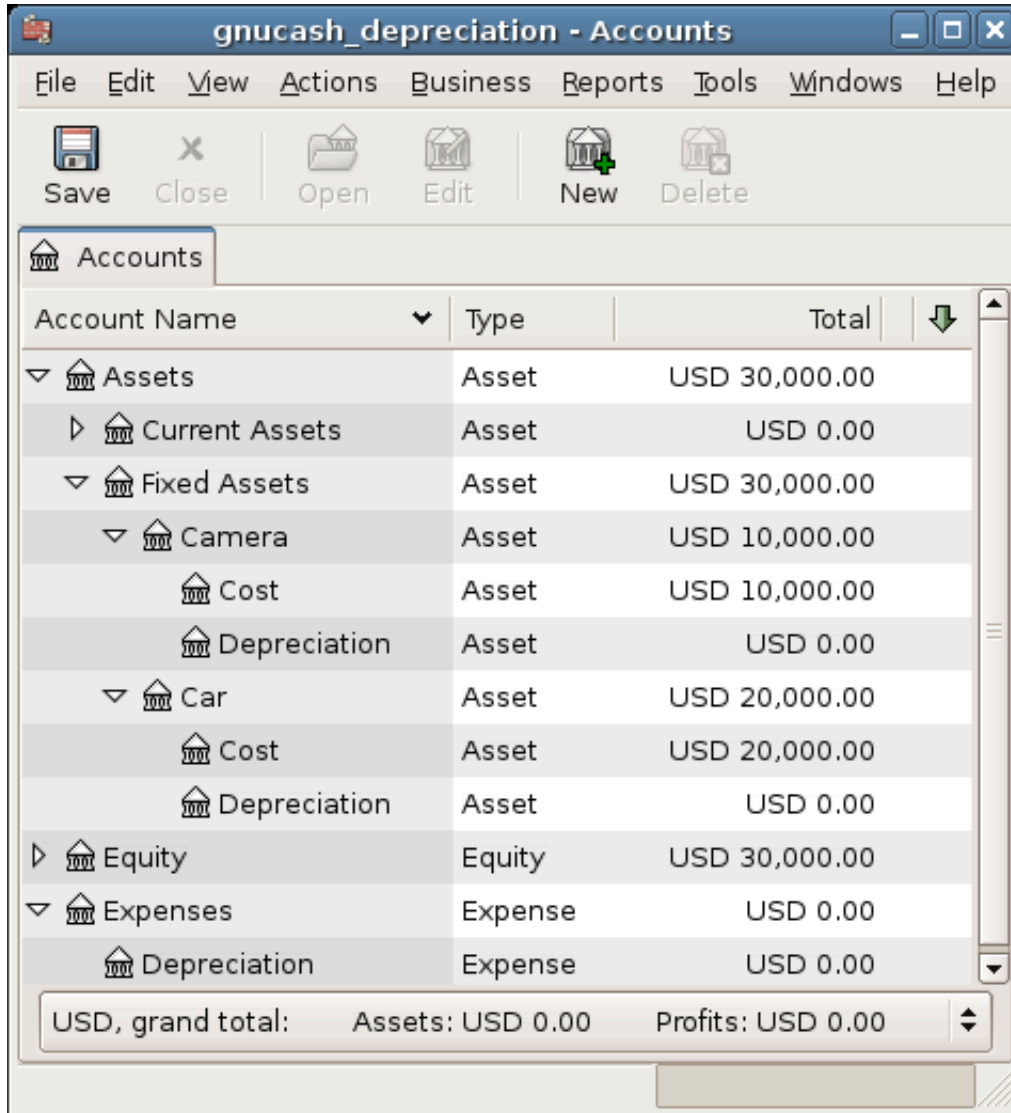 gnucash_depreciation - Accounts
File Edit View Actions Business Reports Tools Windows Help
Save Close Open Edit New Delete
Accounts
Account Name Type Total
Assets Asset USD 30,000.00
Current Assets Asset USD 0.00
Fixed Assets Asset USD 30,000.00
Camera Asset USD 10,000.00
Cost Asset USD 10,000.00
Depreciation Asset USD 0.00
Car Asset USD 20,000.00
Cost Asset USD 20,000.00
Depreciation Asset USD 0.00
Equity Equity USD 30,000.00
Expenses Expense USD 0.00
Depreciation Expense USD 0.00
USD, grand total: Assets: USD 0.00 Profits: USD 0.00